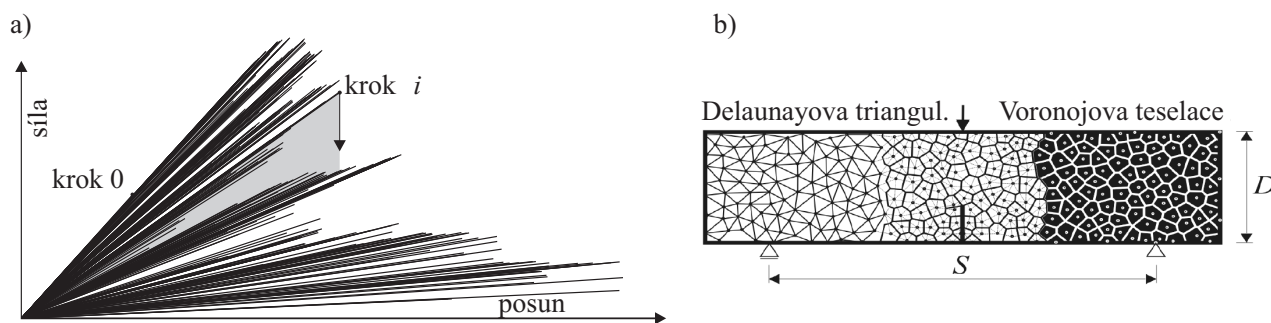 a)
síla
krok i
krok 0
posun
b)
Delaunayova triangul.
Voronojova teselace
D
S